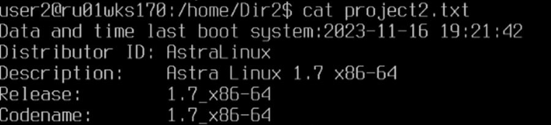 user2@ru01wks170:/home/Dir2$ cat project2.txt
Data and time last boot system:2023-11-16 19:21:42
Distributor ID: AstraLinux
Description:    Astra Linux 1.7 x86-64
Release:        1.7_x86-64
Codename:       1.7_x86-64